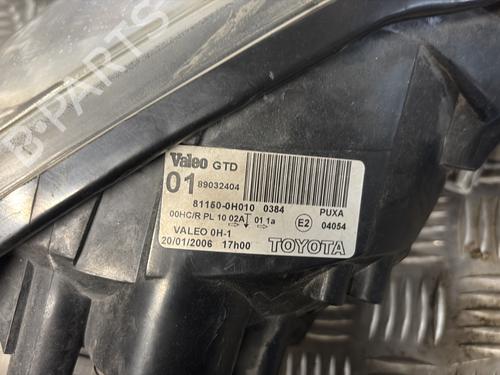 B-PARTS
Valeo GTD
01 89032404
81150-0H010 0384 PUXA
00HC/R PL 10 02A 01 1a E2 04054
VALEO 0H-1
20/01/2006 17h00 TOYOTA